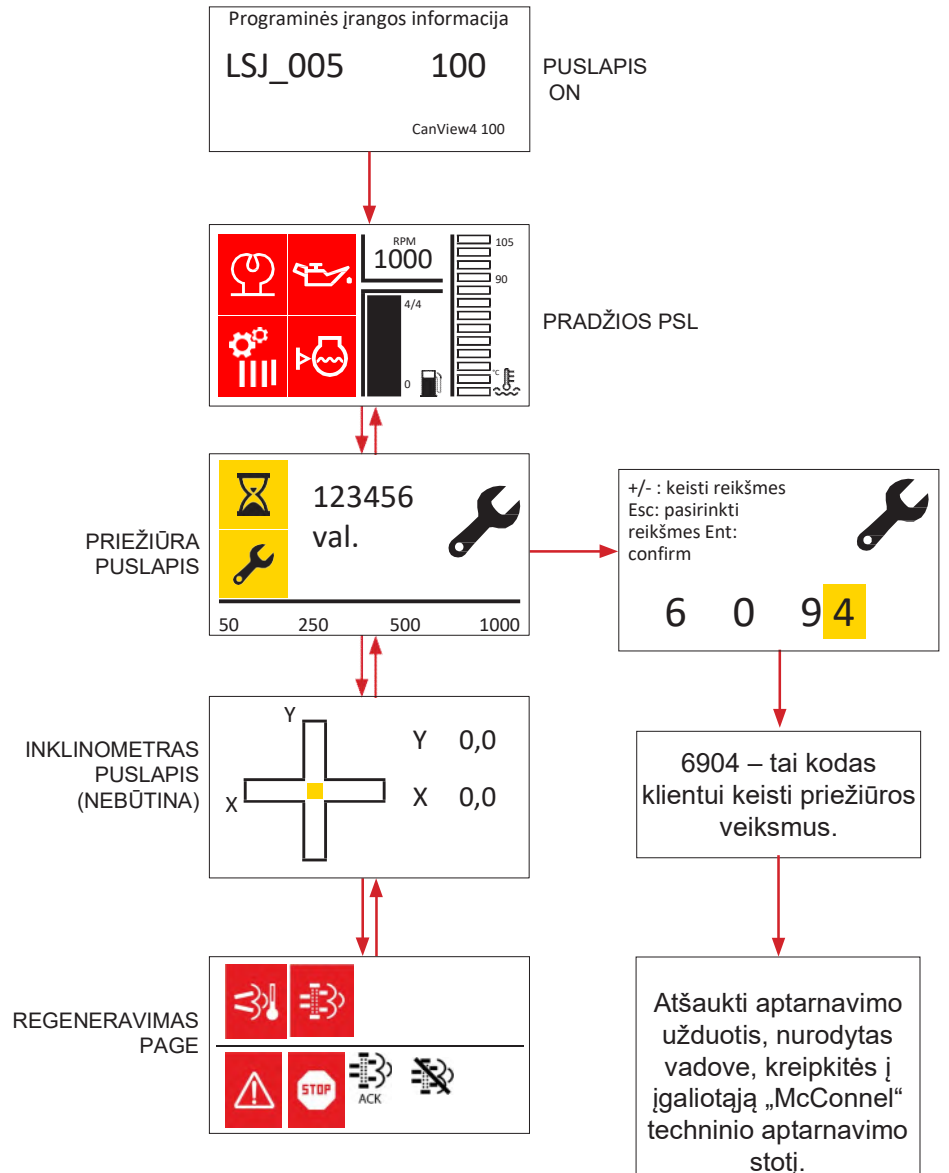 Programinės įrangos informacija
LSJ_005 100
CanView4 100
PUSLAPIS
ON
RPM
1000
4/4
0
105
90
°C
PRADŽIOS PSL
PRIEŽIŪRA
PUSLAPIS
123456
val.
50 250 500 1000
+/- : keisti reikšmes
Esc: pasirinkti
reikšmes Ent:
confirm
6 0 9 4
INKLINOMETRAS
PUSLAPIS
(NEBŪTINA)
Y
X
Y 0,0
X 0,0
6904 – tai kodas
klientui keisti priežiūros
veiksmus.
REGENERAVIMAS
PAGE
STOP
ACK
Atšaukti aptarnavimo
užduotis, nurodytas
vadove, kreipkitės į
įgaliotąją „McConnel“
techninio aptarnavimo
stotį.